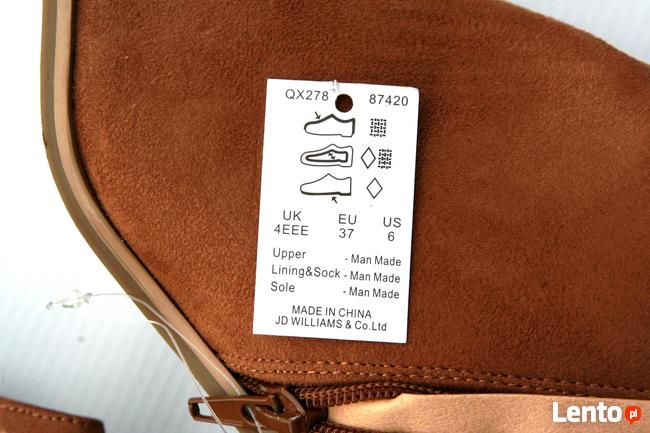 QX278 87420
UK EU US
4EEE 37 6
Upper - Man Made
Lining&Sock - Man Made
Sole - Man Made
MADE IN CHINA
JD WILLIAMS & Co.Ltd
Lento pl